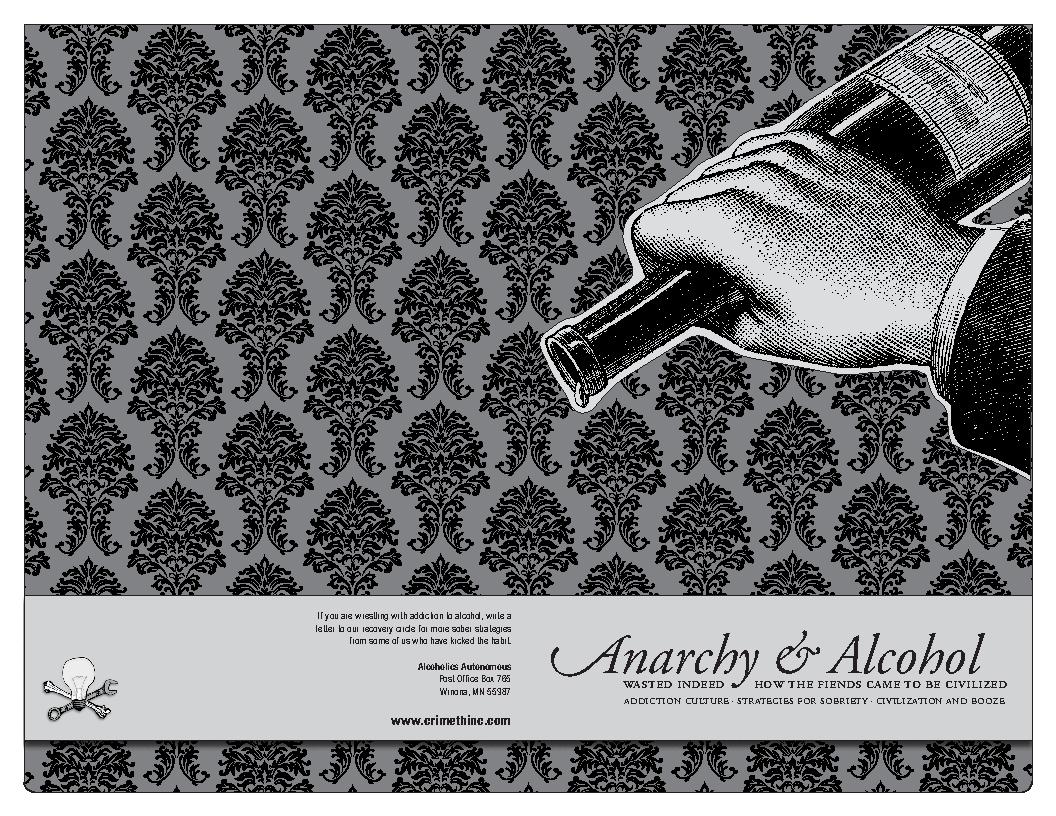 If you are wrestling with addiction to alcohol, write a
letter to our recovery circle for more sober strategies
from some of us who have kicked the habit.
Alcoholics Autonomous
Post Office Box 765
Winona, MN 55987
www.crimethinc.com
Anarchy & Alcohol
WASTED INDEED HOW THE FIENDS CAME TO BE CIVILIZED
ADDICTION CULTURE · STRATEGIES FOR SOBRIETY · CIVILIZATION AND BOOZE